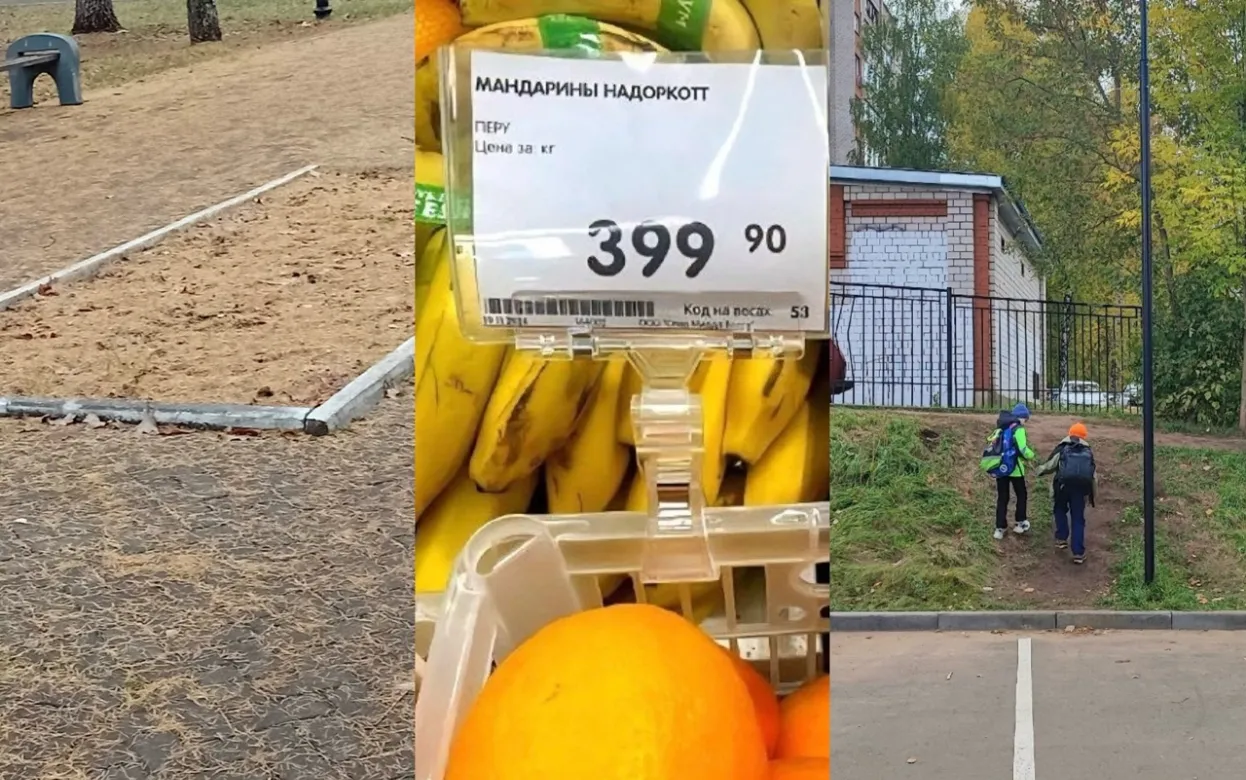 МАНДАРИНЫ НАДОРКОТТ
ПЕРУ
Цена за: кг
399 90
Код на весах: 53